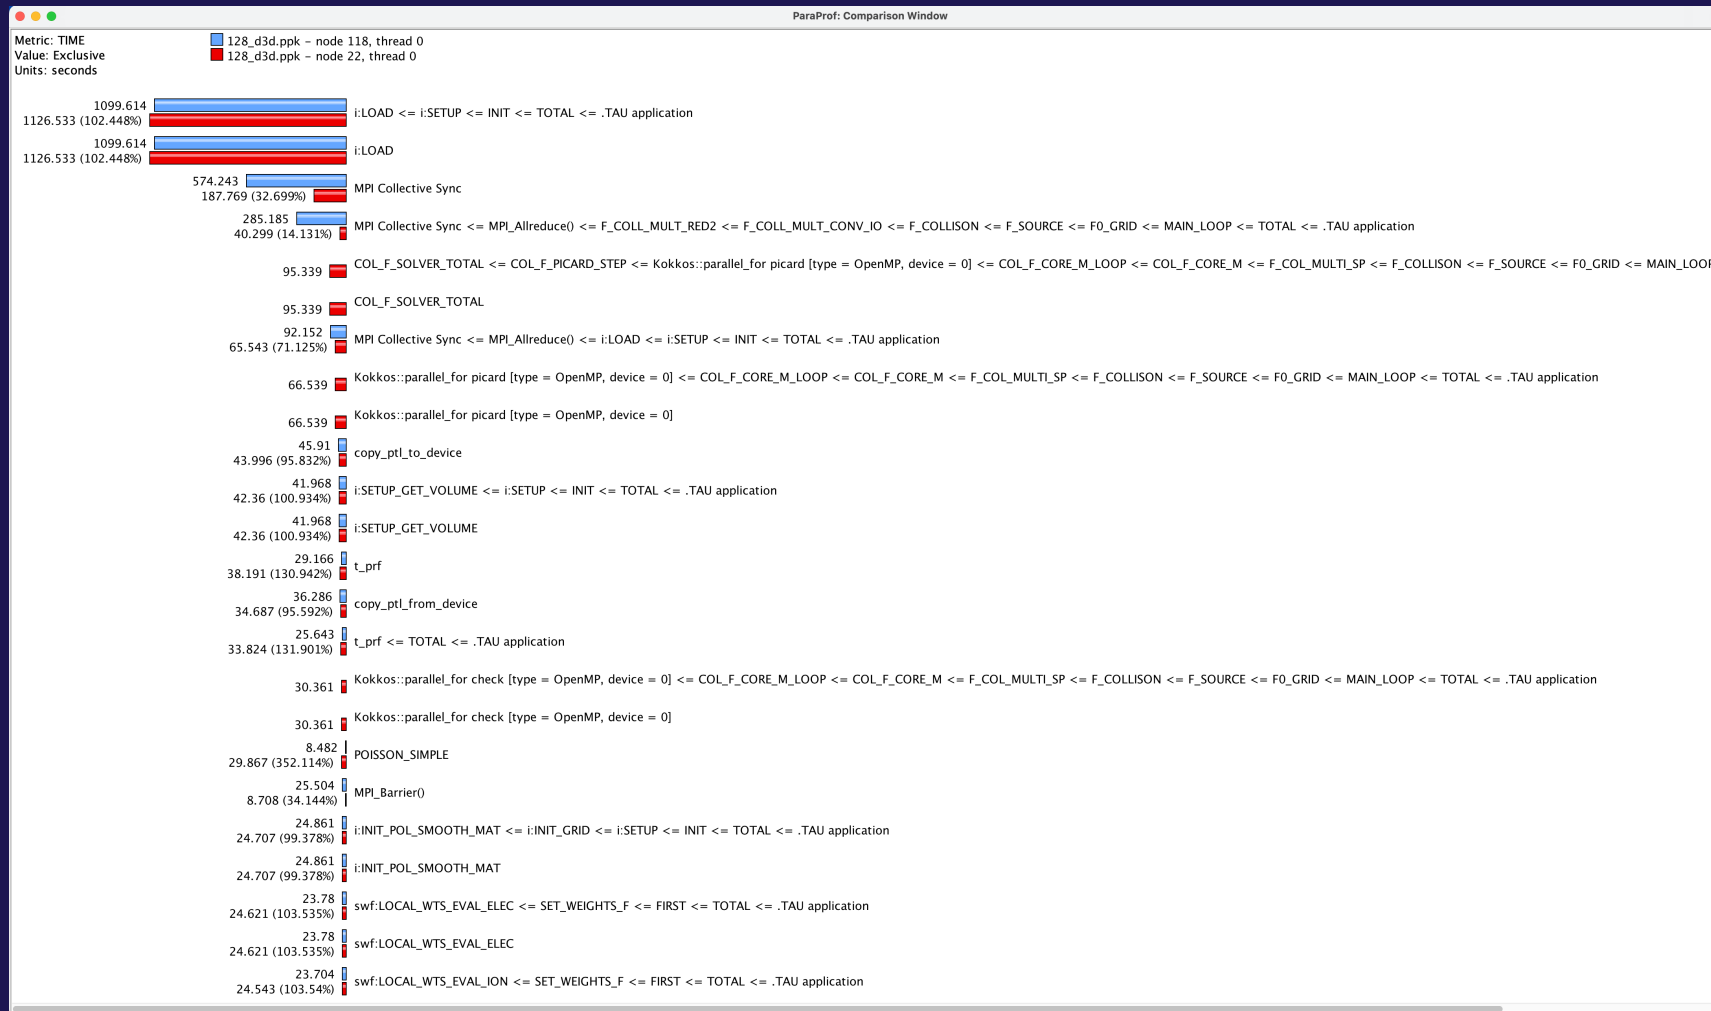 ParaProf: Comparison Window
Metric: TIME
Value: Exclusive
Units: seconds
128_d3d.ppk – node 118, thread 0
128_d3d.ppk – node 22, thread 0
1099.614
1126.533 (102.448%)
i:LOAD <= i:SETUP <= INIT <= TOTAL <= .TAU application
1099.614
1126.533 (102.448%)
i:LOAD
574.243
187.769 (32.699%)
MPI Collective Sync
285.185
40.299 (14.131%)
MPI Collective Sync <= MPI_Allreduce() <= F_COLL_MULT_RED2 <= F_COLL_MULT_CONV_IO <= F_COLLISON <= F_SOURCE <= F0_GRID <= MAIN_LOOP <= TOTAL <= .TAU application
95.339
COL_F_SOLVER_TOTAL <= COL_F_PICARD_STEP <= Kokkos::parallel_for picard [type = OpenMP, device = 0] <= COL_F_CORE_M_LOOP <= COL_F_CORE_M <= F_COL_MULTI_SP <= F_COLLISON <= F_SOURCE <= F0_GRID <= MAIN_LOOP
95.339
COL_F_SOLVER_TOTAL
92.152
65.543 (71.125%)
MPI Collective Sync <= MPI_Allreduce() <= i:LOAD <= i:SETUP <= INIT <= TOTAL <= .TAU application
66.539
Kokkos::parallel_for picard [type = OpenMP, device = 0] <= COL_F_CORE_M_LOOP <= COL_F_CORE_M <= F_COL_MULTI_SP <= F_COLLISON <= F_SOURCE <= F0_GRID <= MAIN_LOOP <= TOTAL <= .TAU application
66.539
Kokkos::parallel_for picard [type = OpenMP, device = 0]
45.91
43.996 (95.832%)
copy_ptl_to_device
41.968
42.36 (100.934%)
i:SETUP_GET_VOLUME <= i:SETUP <= INIT <= TOTAL <= .TAU application
41.968
42.36 (100.934%)
i:SETUP_GET_VOLUME
29.166
38.191 (130.942%)
t_prf
36.286
34.687 (95.592%)
copy_ptl_from_device
25.643
33.824 (131.901%)
t_prf <= TOTAL <= .TAU application
30.361
Kokkos::parallel_for check [type = OpenMP, device = 0] <= COL_F_CORE_M_LOOP <= COL_F_CORE_M <= F_COL_MULTI_SP <= F_COLLISON <= F_SOURCE <= F0_GRID <= MAIN_LOOP <= TOTAL <= .TAU application
30.361
Kokkos::parallel_for check [type = OpenMP, device = 0]
8.482
29.867 (352.114%)
POISSON_SIMPLE
25.504
8.708 (34.144%)
MPI_Barrier()
24.861
24.707 (99.378%)
i:INIT_POL_SMOOTH_MAT <= i:INIT_GRID <= i:SETUP <= INIT <= TOTAL <= .TAU application
24.861
24.707 (99.378%)
i:INIT_POL_SMOOTH_MAT
23.78
24.621 (103.535%)
swf:LOCAL_WTS_EVAL_ELEC <= SET_WEIGHTS_F <= FIRST <= TOTAL <= .TAU application
23.78
24.621 (103.535%)
swf:LOCAL_WTS_EVAL_ELEC
23.704
24.543 (103.54%)
swf:LOCAL_WTS_EVAL_ION <= SET_WEIGHTS_F <= FIRST <= TOTAL <= .TAU application